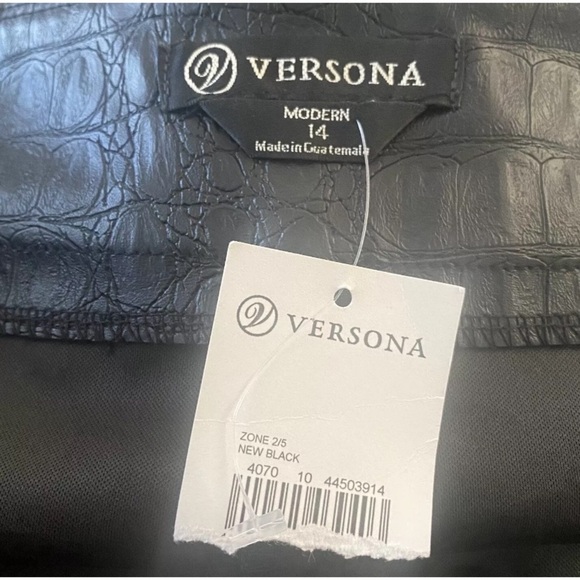 VERSONA
MODERN
14
Made in Guatemala
VERSONA
ZONE 2/5
NEW BLACK
4070 10 44503914